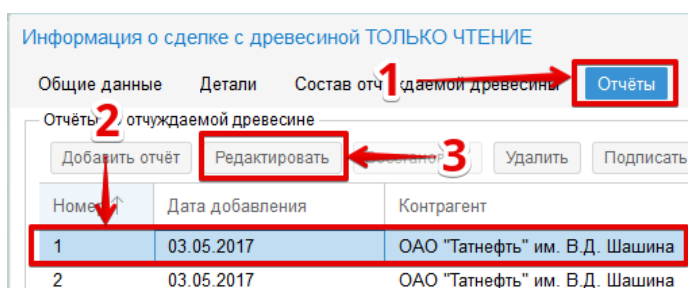 Информация о сделке с древесиной ТОЛЬКО ЧТЕНИЕ
Общие данные Детали Состав отчуждаемой древесины Отчёты
1
Отчёты отчуждаемой древесине
2
Добавить отчёт Редактировать Удалить Подписать
3
Номер Дата добавления Контрагент
1 03.05.2017 ОАО "Татнефть" им. В.Д. Шашина
2 03.05.2017 ОАО "Татнефть" им. В.Д. Шашина